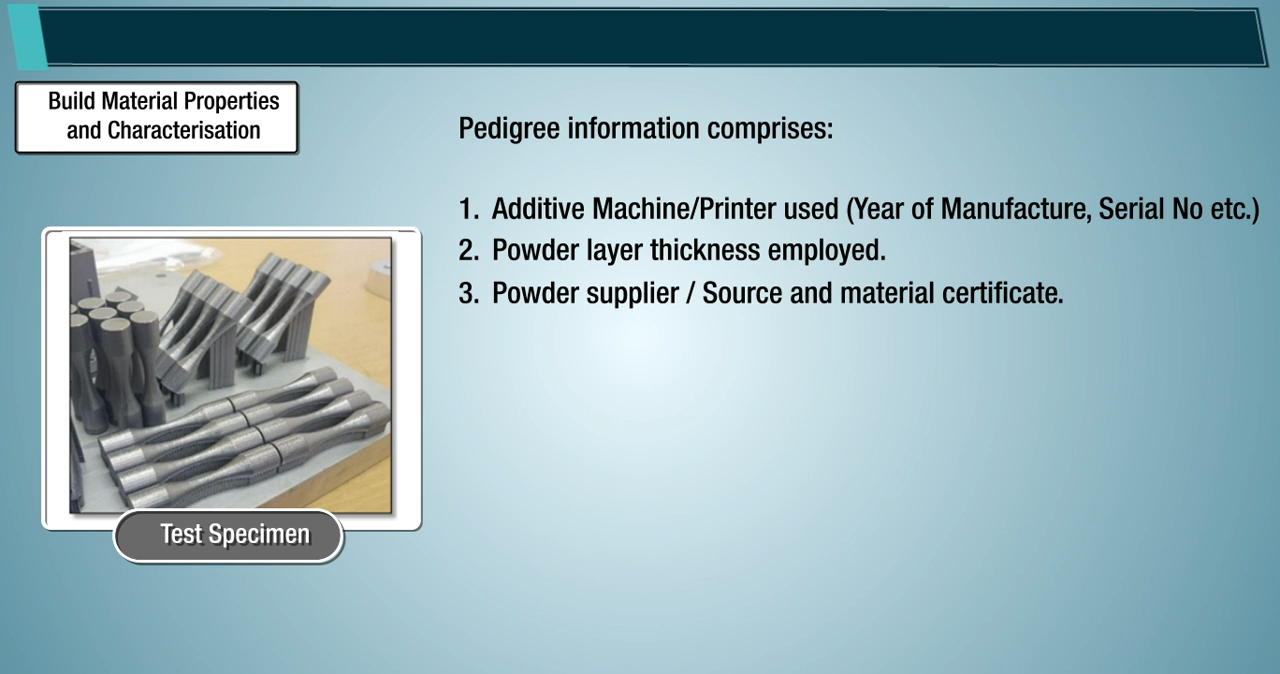 Build Material Properties
and Characterisation
Pedigree information comprises:
1. Additive Machine/Printer used (Year of Manufacture, Serial No etc.)
2. Powder layer thickness employed.
3. Powder supplier / Source and material certificate.
Test Specimen